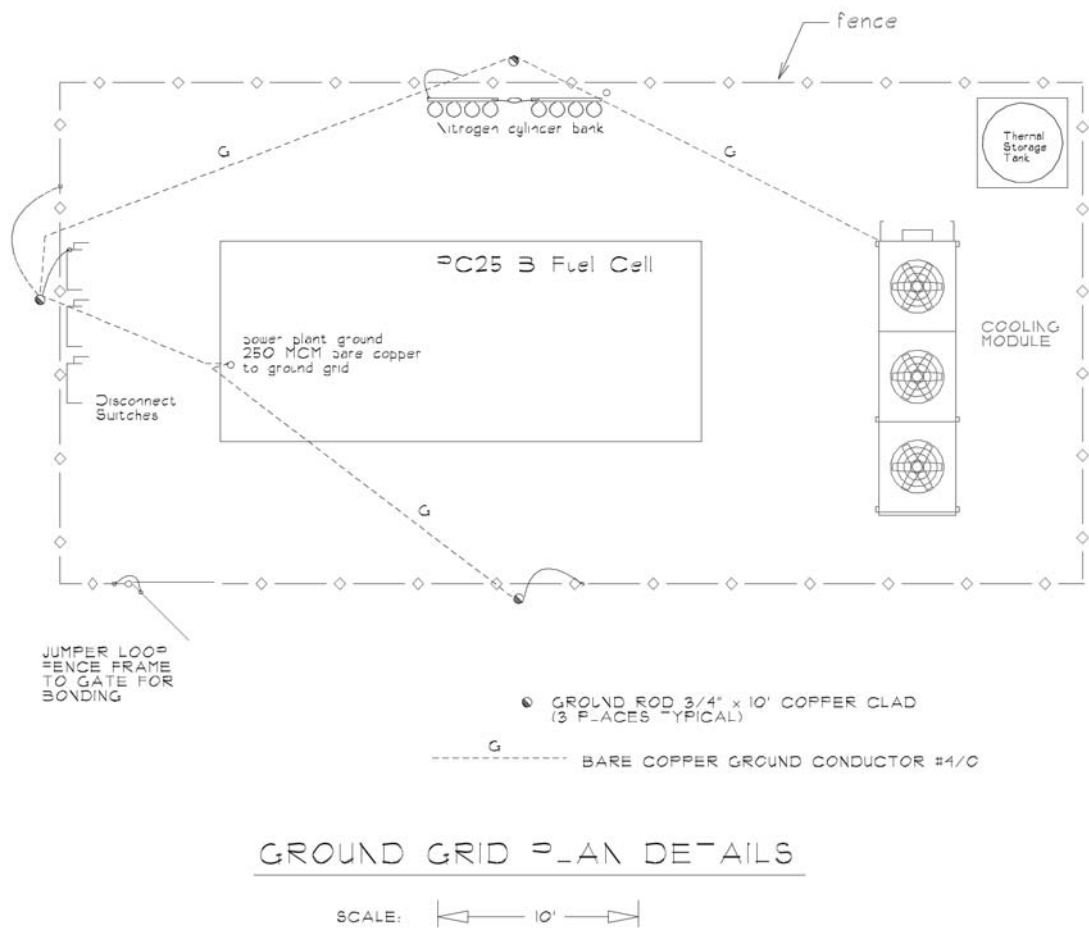 fence
Nitrogen cylincer bank
Thermal
Storage
Tank
G
G
PC25 B Fuel Cell
power plant ground
250 MCM bare copper
to ground grid
COOLING
MODULE
Disconnect
Switches
G
JUMPER LOOP
FENCE FRAME
TO GATE FOR
BONDING
GROUND ROD 3/4" x 10' COPPER CLAD
(3 PLACES TYPICAL)
G
BARE COPPER GROUND CONDUCTOR #4/0
GROUND GRID PLAN DETAILS
SCALE: 10'